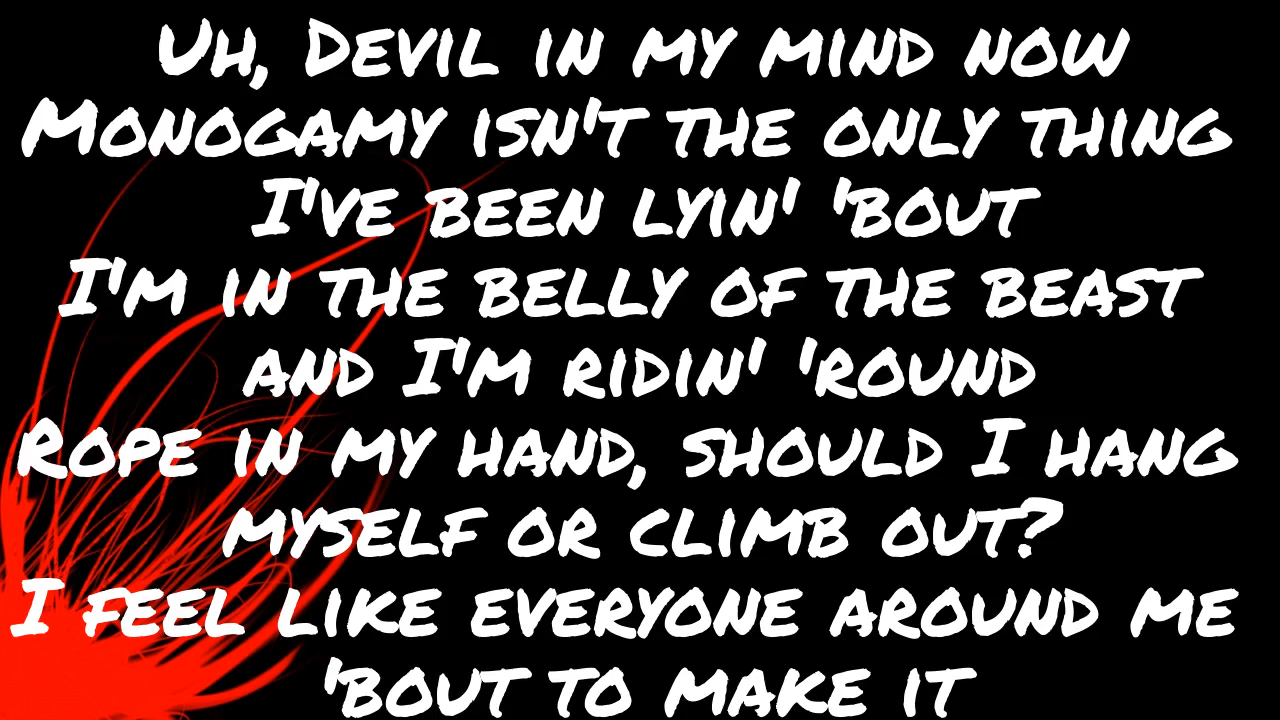 Uh, Devil in my mind now
Monogamy isn't the only thing
I've been lyin' 'bout
I'm in the belly of the beast
and I'm ridin' 'round
Rope in my hand, should I hang
myself or climb out?
I feel like everyone around me
'bout to make it